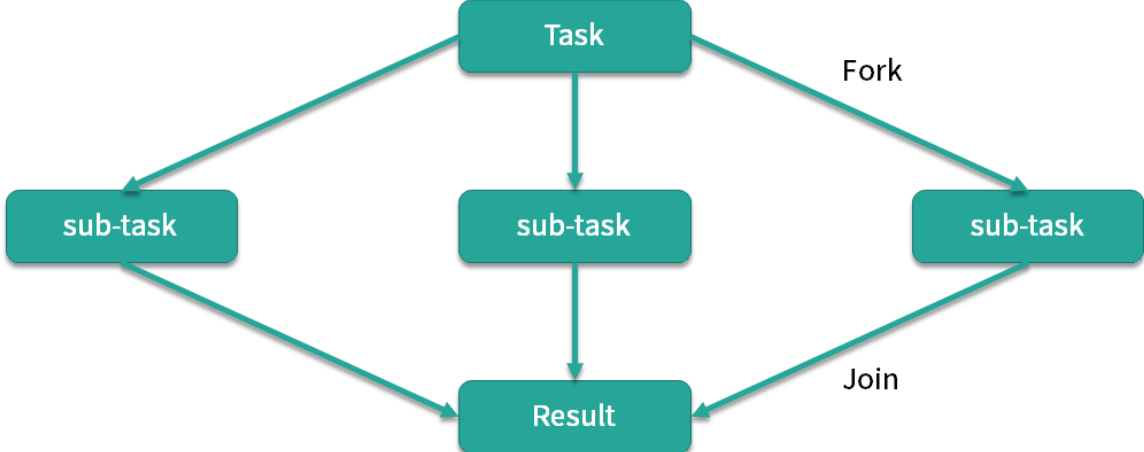 Task
Fork
sub-task
sub-task
sub-task
Join
Result